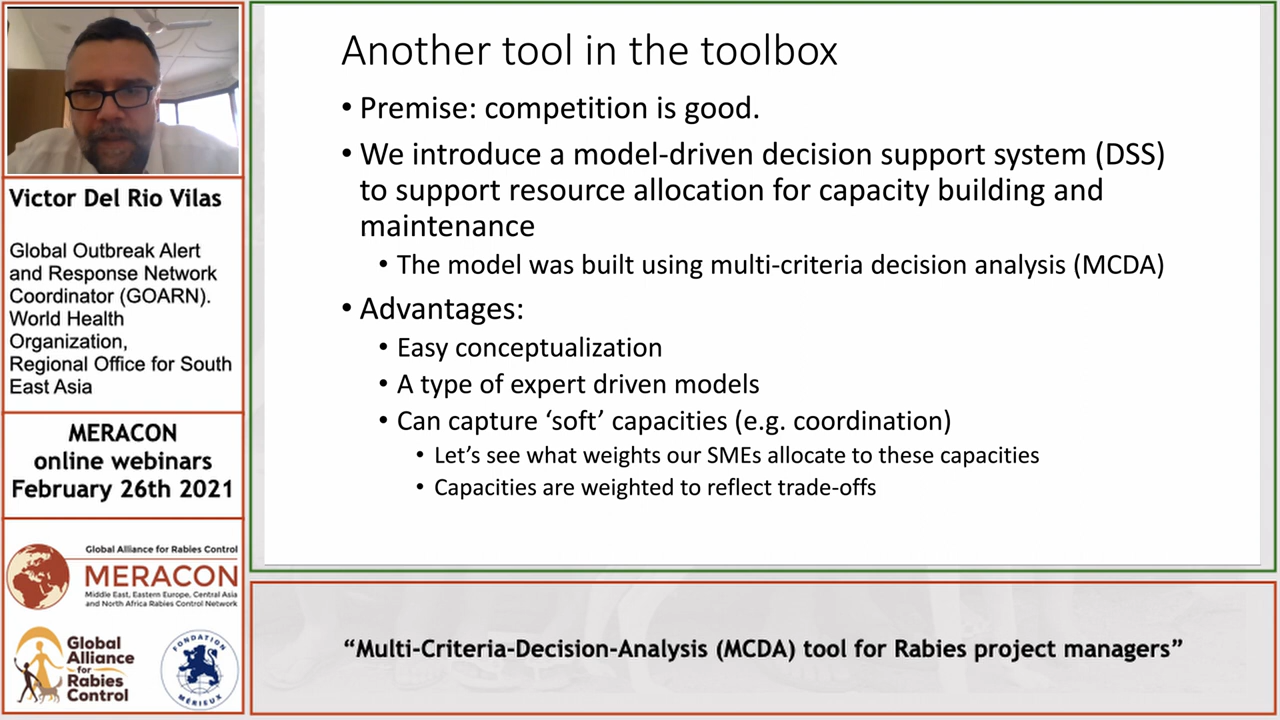 Another tool in the toolbox
• Premise: competition is good.
• We introduce a model-driven decision support system (DSS)
to support resource allocation for capacity building and
maintenance
• The model was built using multi-criteria decision analysis (MCDA)
• Advantages:
• Easy conceptualization
• A type of expert driven models
• Can capture ‘soft’ capacities (e.g. coordination)
• Let’s see what weights our SMEs allocate to these capacities
• Capacities are weighted to reflect trade-offs
Victor Del Rio Vilas
Global Outbreak Alert
and Response Network
Coordinator (GOARN).
World Health
Organization,
Regional Office for South
East Asia
MERACON
online webinars
February 26th 2021
Global Alliance for Rabies Control
MERACON
Middle East, Eastern Europe, Central Asia
and North Africa Rabies Control Network
Global
Alliance
for
Rabies
Control
FONDATION
MÉRIEUX
“Multi-Criteria-Decision-Analysis (MCDA) tool for Rabies project managers”